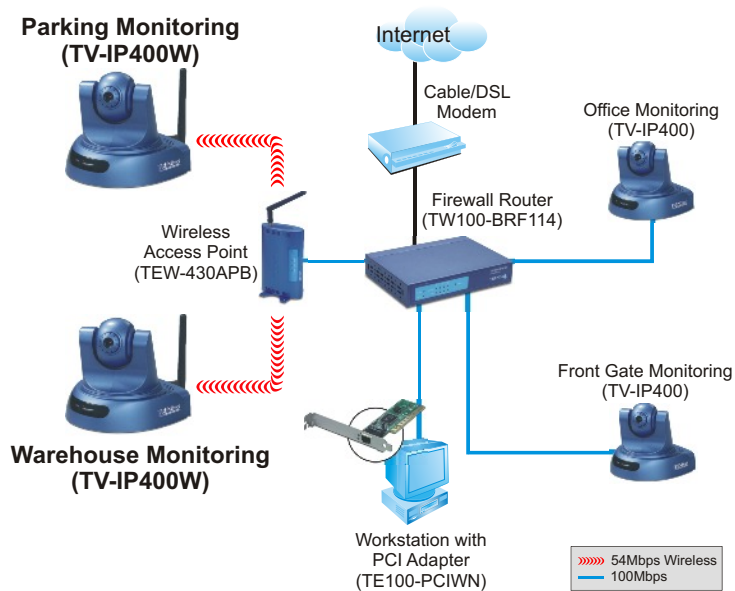 Parking Monitoring
(TV-IP400W)
Internet
Cable/DSL
Modem
Office Monitoring
(TV-IP400)
Firewall Router
(TW100-BRF114)
Wireless
Access Point
(TEW-430APB)
Front Gate Monitoring
(TV-IP400)
Warehouse Monitoring
(TV-IP400W)
Workstation with
PCI Adapter
(TE100-PCIWN)
54Mbps Wireless
100Mbps